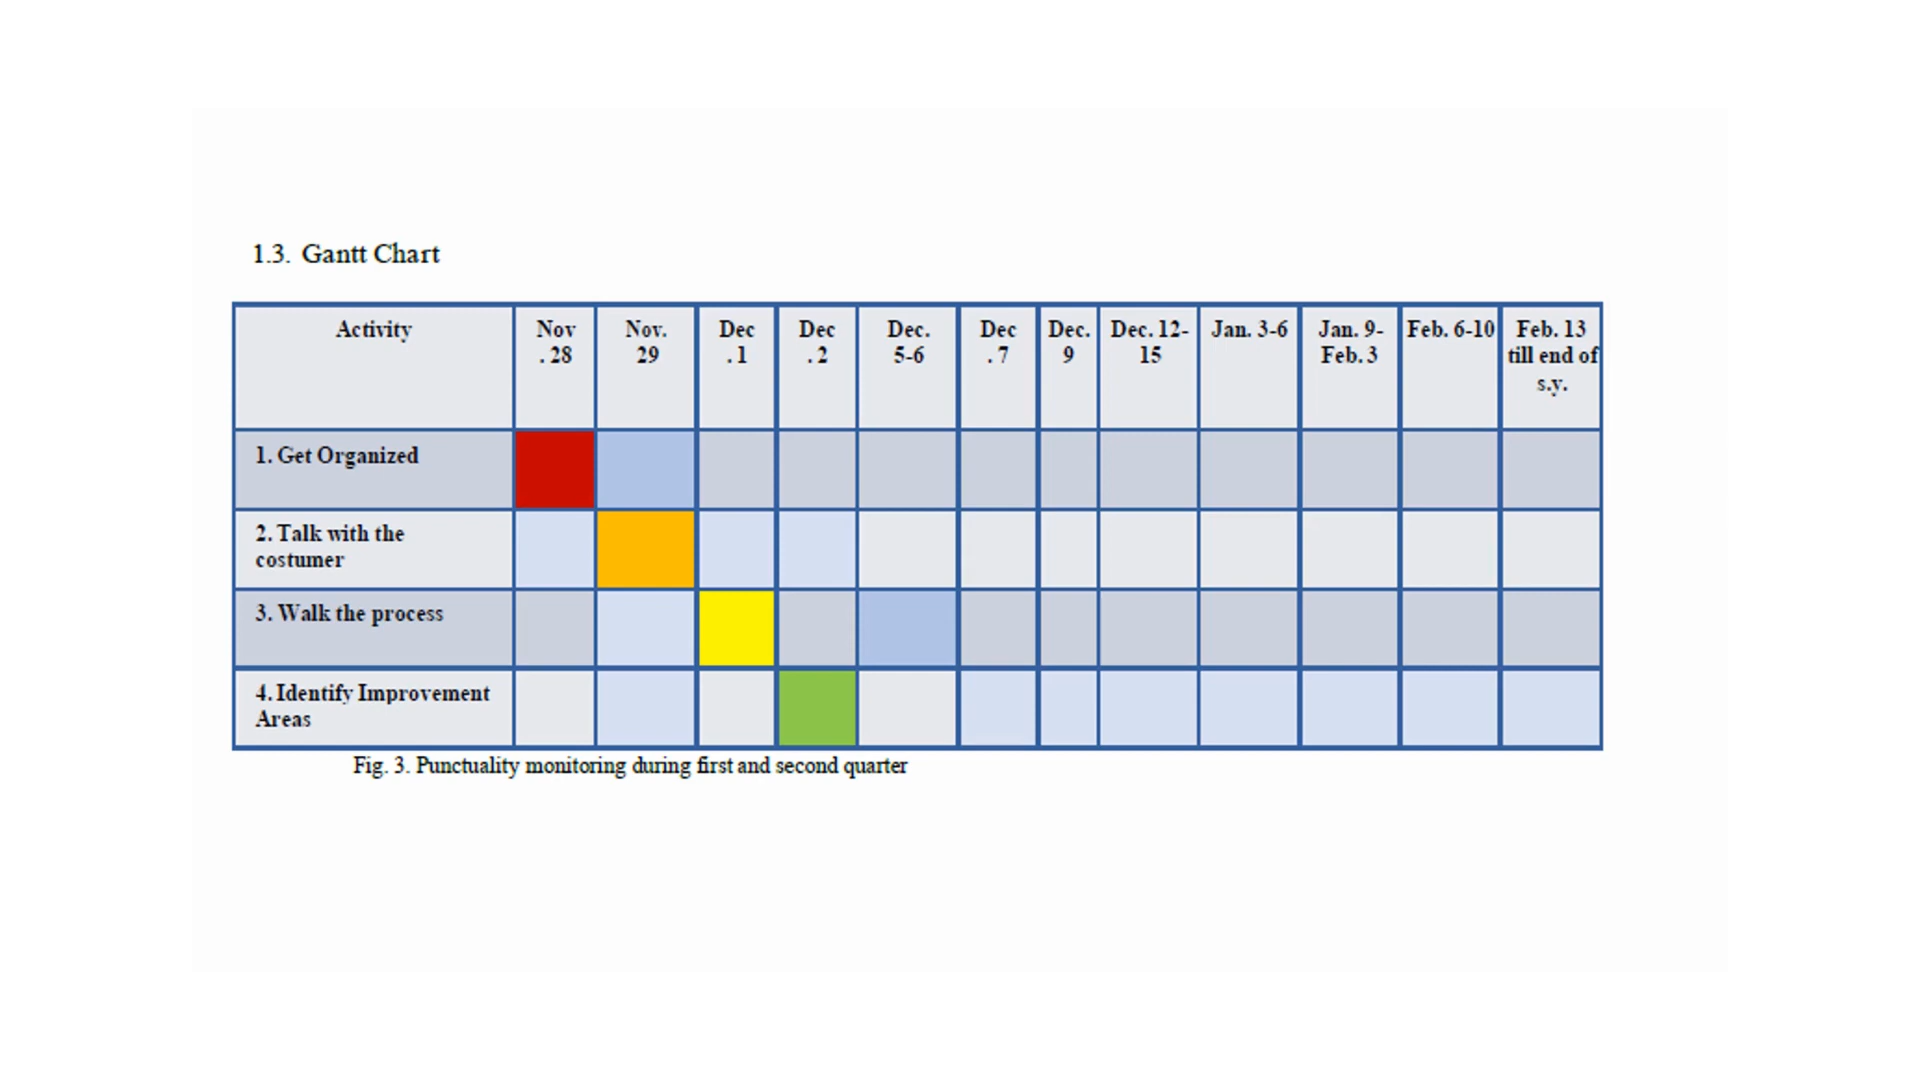 1.3. Gantt Chart
Activity
Nov
. 28
Nov.
29
Dec
. 1
Dec
. 2
Dec.
5-6
Dec
. 7
Dec.
9
Dec. 12-
15
Jan. 3-6
Jan. 9-
Feb. 3
Feb. 6-10
Feb. 13
till end of
s.y.
1. Get Organized
2. Talk with the
costumer
3. Walk the process
4. Identify Improvement
Areas
Fig. 3. Punctuality monitoring during first and second quarter